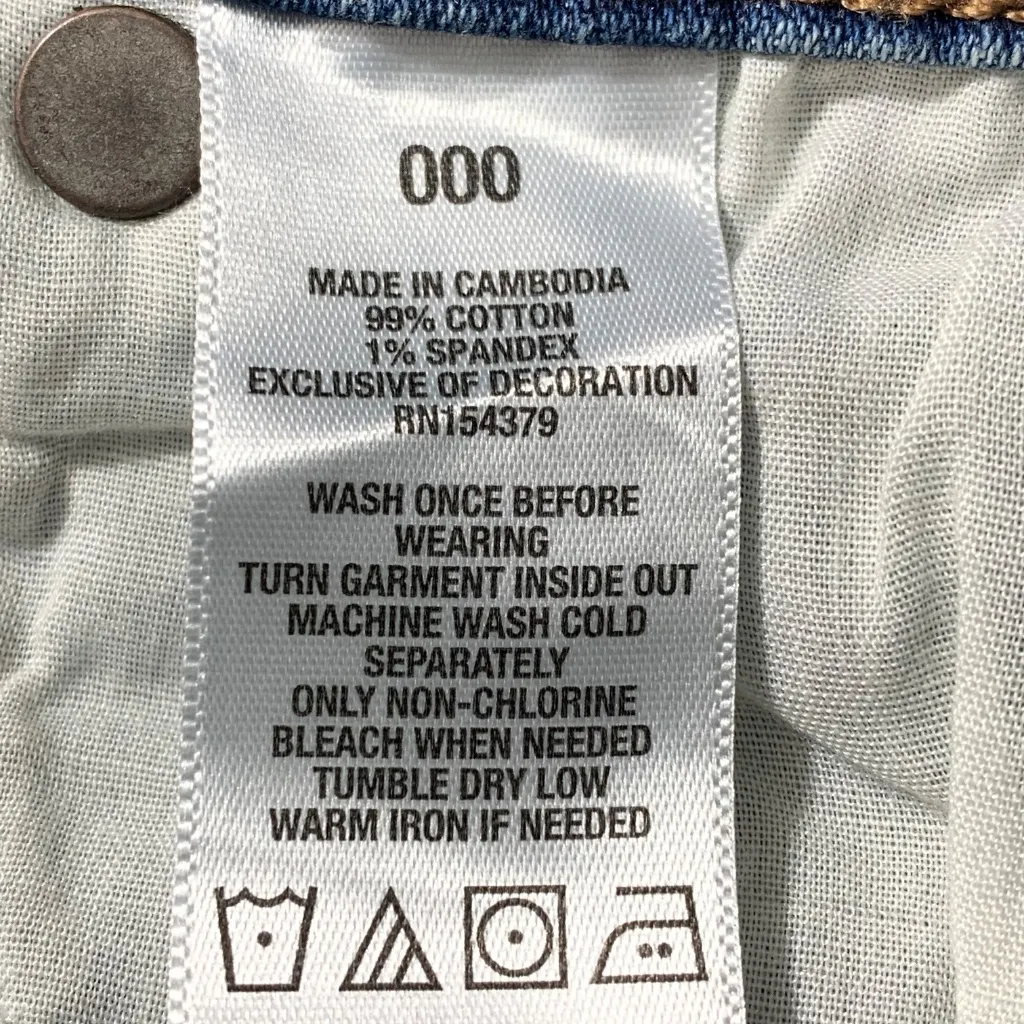 000
MADE IN CAMBODIA
99% COTTON
1% SPANDEX
EXCLUSIVE OF DECORATION
RN154379
WASH ONCE BEFORE
WEARING
TURN GARMENT INSIDE OUT
MACHINE WASH COLD
SEPARATELY
ONLY NON-CHLORINE
BLEACH WHEN NEEDED
TUMBLE DRY LOW
WARM IRON IF NEEDED